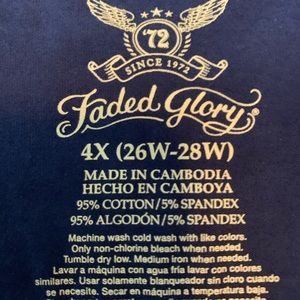 '72
SINCE 1972
Faded Glory
4X (26W-28W)
MADE IN CAMBODIA
HECHO EN CAMBOYA
95% COTTON/5% SPANDEX
95% ALGODÓN/5% SPANDEX
Machine wash cold wash with like colors.
Only non-chlorine bleach when needed.
Tumble dry low. Medium iron when needed.
Lavar a máquina con agua fría lavar con colores
similares. Usar solamente blanqueador sin cloro cuando
se necesite. Secar en máquina a temperatura baja.